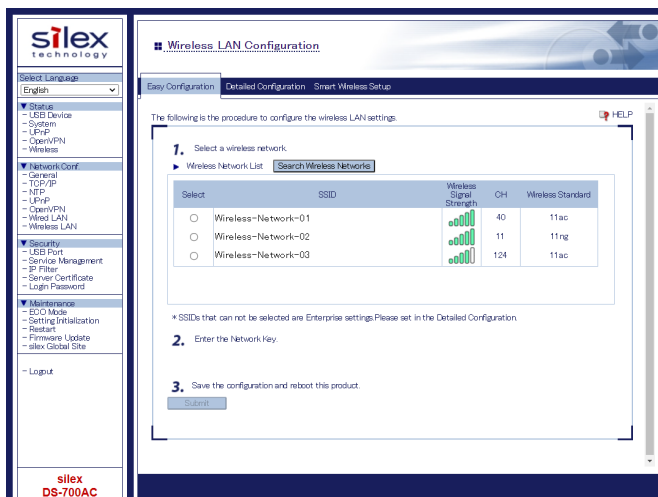 silex
technology
Select Language
English
▼ Status
- USB Device
- System
- UPnP
- OpenVPN
- Wireless
▼ Network Conf.
- General
- TCP/IP
- NTP
- UPnP
- OpenVPN
- Wired LAN
- Wireless LAN
▼ Security
- USB Port
- Service Management
- IP Filter
- Server Certificate
- Login Password
▼ Maintenance
- ECO Mode
- Setting Initialization
- Restart
- Firmware Update
- silex Global Site
- Logout
silex
DS-700AC
Wireless LAN Configuration
Easy Configuration Detailed Configuration Smart Wireless Setup
HELP
The following is the procedure to configure the wireless LAN settings.
1. Select a wireless network.
► Wireless Network List Search Wireless Networks
Select SSID Wireless Signal Strength CH Wireless Standard
Wireless-Network-01 40 11ac
Wireless-Network-02 11 11ng
Wireless-Network-03 124 11ac
* SSIDs that can not be selected are Enterprise settings.Please set in the Detailed Configuration.
2. Enter the Network Key.
3. Save the configuration and reboot this product.
Submit